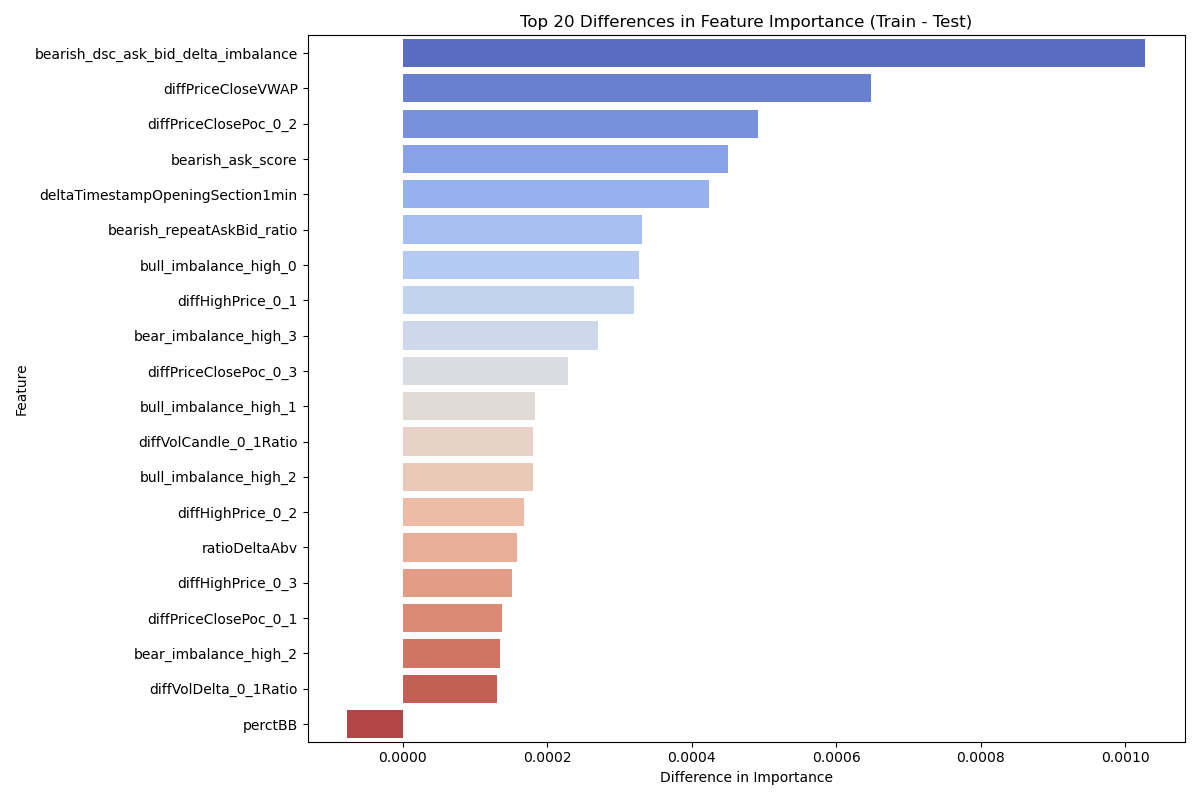 Top 20 Differences in Feature Importance (Train - Test)
bearish_dsc_ask_bid_delta_imbalance
diffPriceCloseVWAP
diffPriceClosePoc_0_2
bearish_ask_score
deltaTimestampOpeningSection1min
bearish_repeatAskBid_ratio
bull_imbalance_high_0
diffHighPrice_0_1
bear_imbalance_high_3
diffPriceClosePoc_0_3
bull_imbalance_high_1
diffVolCandle_0_1Ratio
bull_imbalance_high_2
diffHighPrice_0_2
ratioDeltaAbv
diffHighPrice_0_3
diffPriceClosePoc_0_1
bear_imbalance_high_2
diffVolDelta_0_1Ratio
perctBB
Feature
0.0000 0.0002 0.0004 0.0006 0.0008 0.0010
Difference in Importance